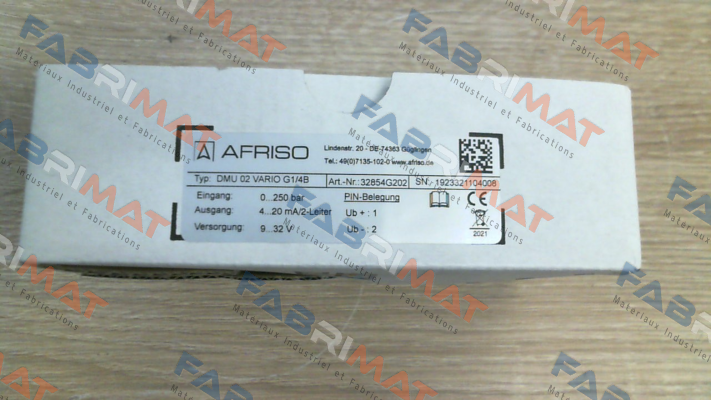 AFRISO
Lindenstr. 20 - DE-74363 Güglingen
Tel.: 49(0)7135-102-0 www.afriso.de
Typ: DMU 02 VARIO G1/4B
Art.-Nr.:32854G202
SN.: 1923321104008
Eingang: 0...250 bar
PIN-Belegung
Ausgang: 4...20 mA/2-Leiter
Ub + : 1
Versorgung: 9...32 V
Ub - : 2
CE
2021
FABRIMAT
Materiaux Industriel et Fabrications